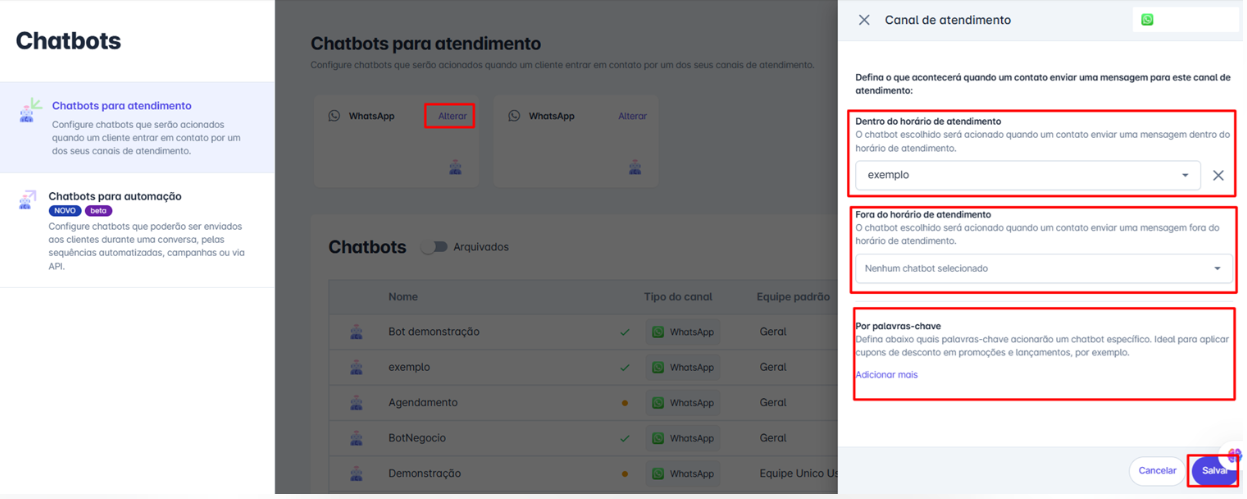 Chatbots
Chatbots para atendimento
Configure chatbots que serão acionados
quando um cliente entrar em contato por um
dos seus canais de atendimento.
Chatbots para automação
NOVO beta
Configure chatbots que poderão ser enviados
aos clientes durante uma conversa, pelas
sequências automatizadas, campanhas ou via
API.
Chatbots para atendimento
Configure chatbots que serão acionados quando um cliente entrar em contato por um dos seus canais de atendimento.
WhatsApp Alterar
WhatsApp Alterar
Chatbots Arquivados
Nome Tipo do canal Equipe padrão
Bot demonstração WhatsApp Geral
exemplo WhatsApp Geral
Agendamento WhatsApp Geral
BotNegocio WhatsApp Geral
Demonstração WhatsApp Equipe Unico Us
Canal de atendimento
Defina o que acontecerá quando um contato enviar uma mensagem para este canal de
atendimento:
Dentro do horário de atendimento
O chatbot escolhido será acionado quando um contato enviar uma mensagem dentro do
horário de atendimento.
exemplo
Fora do horário de atendimento
O chatbot escolhido será acionado quando um contato enviar uma mensagem fora do
horário de atendimento.
Nenhum chatbot selecionado
Por palavras-chave
Defina abaixo quais palavras-chave acionarão um chatbot específico. Ideal para aplicar
cupons de desconto em promoções e lançamentos, por exemplo.
Adicionar mais
Cancelar Salvar